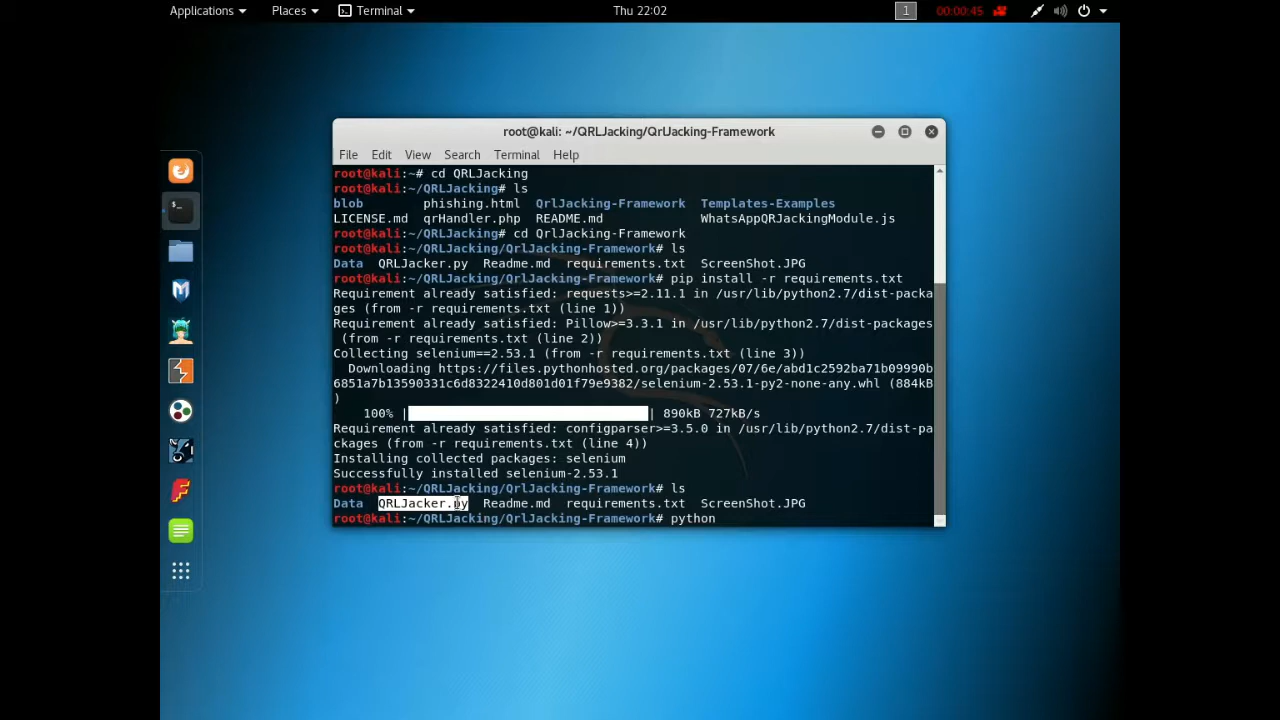 Applications Places Terminal Thu 22:02 1 00:00:45
root@kali: ~/QRLJacking/QrlJacking-Framework
File Edit View Search Terminal Help
root@kali:~# cd QRLJacking
root@kali:~/QRLJacking# ls
blob phishing.html QrlJacking-Framework Templates-Examples
LICENSE.md qrHandler.php README.md WhatsAppQRJackingModule.js
root@kali:~/QRLJacking# cd QrlJacking-Framework
root@kali:~/QRLJacking/QrlJacking-Framework# ls
Data QRLJacker.py Readme.md requirements.txt ScreenShot.JPG
root@kali:~/QRLJacking/QrlJacking-Framework# pip install -r requirements.txt
Requirement already satisfied: requests>=2.11.1 in /usr/lib/python2.7/dist-packa
ges (from -r requirements.txt (line 1))
Requirement already satisfied: Pillow>=3.3.1 in /usr/lib/python2.7/dist-packages
(from -r requirements.txt (line 2))
Collecting selenium==2.53.1 (from -r requirements.txt (line 3))
Downloading https://files.pythonhosted.org/packages/07/6e/abd1c2592ba71b09990b
6851a7b13590331c6d8322410d801d01f79e9382/selenium-2.53.1-py2-none-any.whl (884kB
)
100% | | 890kB 727kB/s
Requirement already satisfied: configparser>=3.5.0 in /usr/lib/python2.7/dist-pa
ckages (from -r requirements.txt (line 4))
Installing collected packages: selenium
Successfully installed selenium-2.53.1
root@kali:~/QRLJacking/QrlJacking-Framework# ls
Data QRLJacker.py Readme.md requirements.txt ScreenShot.JPG
root@kali:~/QRLJacking/QrlJacking-Framework# python